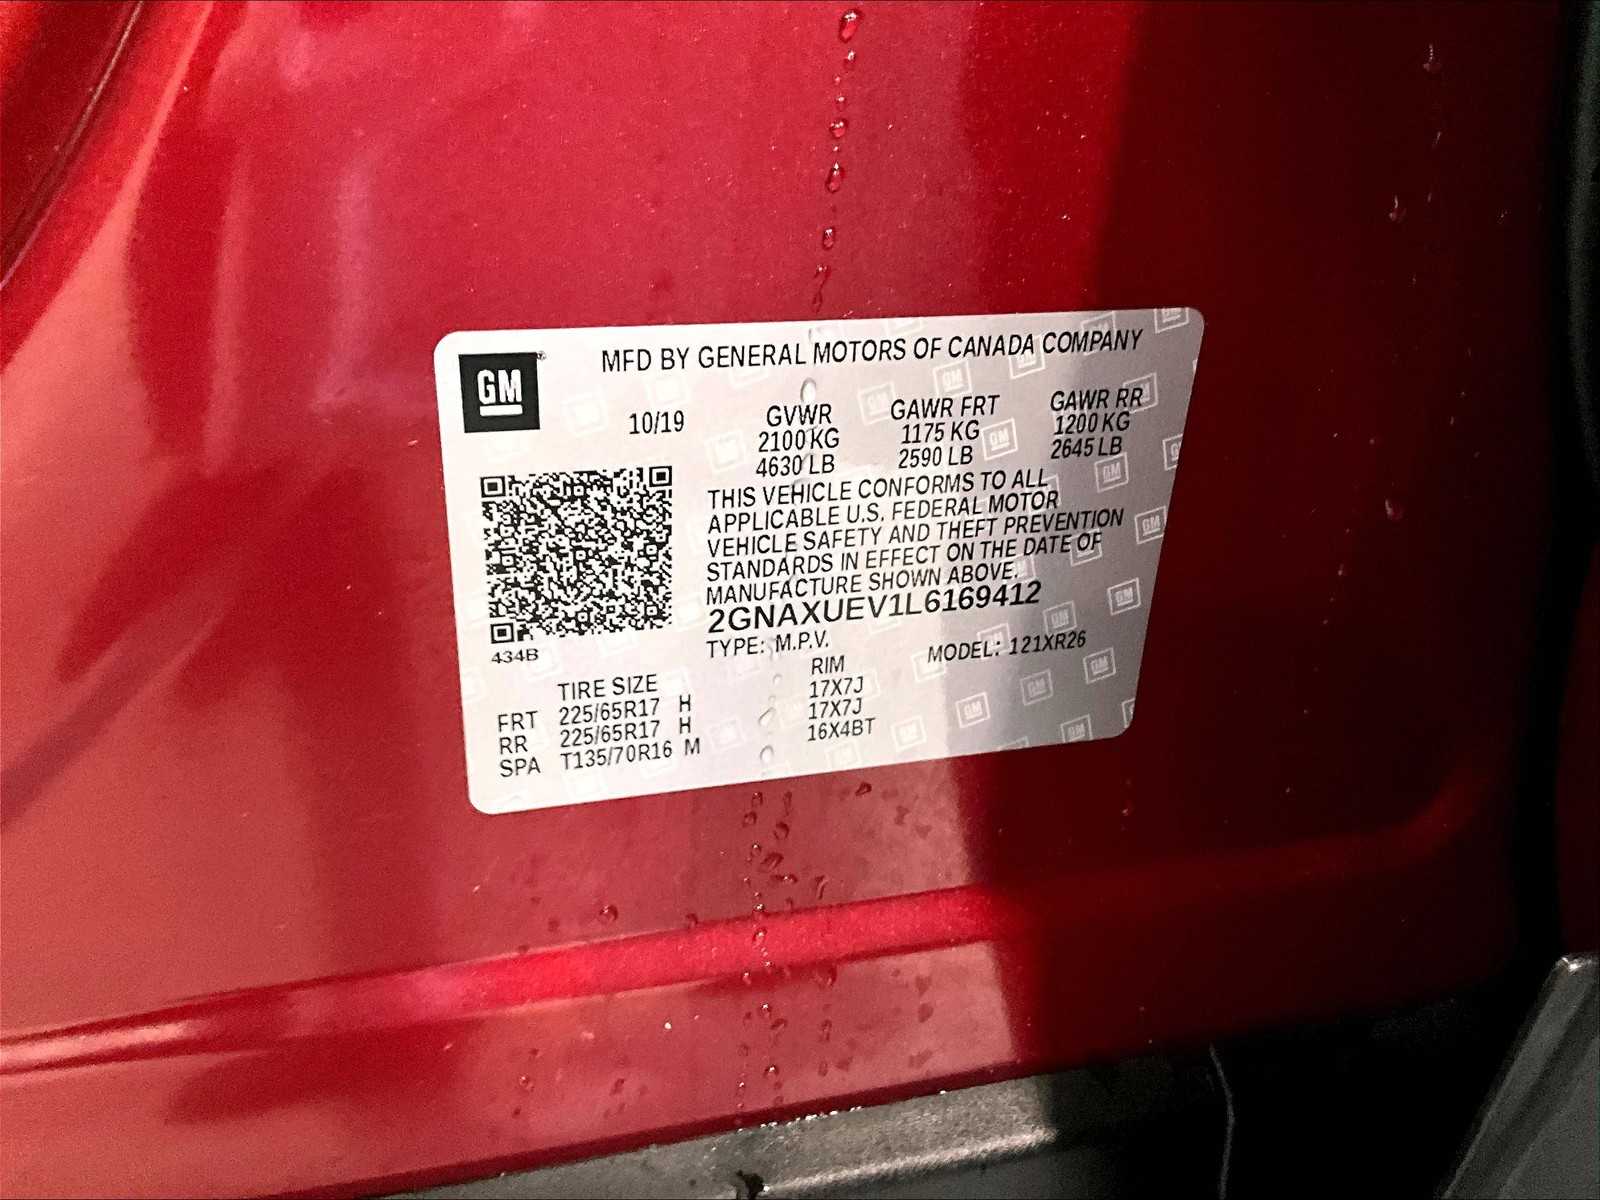 GM
MFD BY GENERAL MOTORS OF CANADA COMPANY
10/19
GVWR GAWR FRT GAWR RR
2100 KG 1175 KG 1200 KG
4630 LB 2590 LB 2645 LB
THIS VEHICLE CONFORMS TO ALL
APPLICABLE U.S. FEDERAL MOTOR
VEHICLE SAFETY AND THEFT PREVENTION
STANDARDS IN EFFECT ON THE DATE OF
MANUFACTURE SHOWN ABOVE.
2GNAXUEV1L6169412
434B
TYPE: M.P.V. MODEL: 121XR26
TIRE SIZE RIM
FRT 225/65R17 H 17X7J
RR 225/65R17 H 17X7J
SPA T135/70R16 M 16X4BT